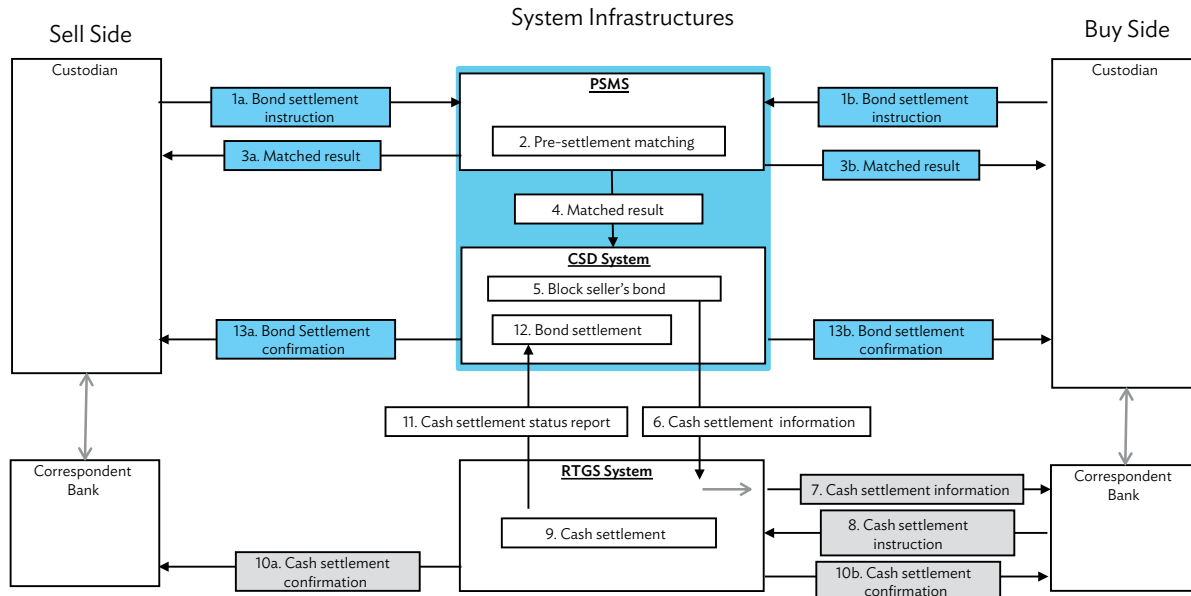 System Infrastructures
Sell Side
Buy Side
Custodian
PSMS
Custodian
1a. Bond settlement
instruction
1b. Bond settlement
instruction
2. Pre-settlement matching
3a. Matched result
3b. Matched result
4. Matched result
CSD System
5. Block seller's bond
13a. Bond Settlement
confirmation
12. Bond settlement
13b. Bond settlement
confirmation
11. Cash settlement status report
6. Cash settlement information
Correspondent
Bank
RTGS System
Correspondent
Bank
7. Cash settlement information
9. Cash settlement
8. Cash settlement
instruction
10a. Cash settlement
confirmation
10b. Cash settlement
confirmation